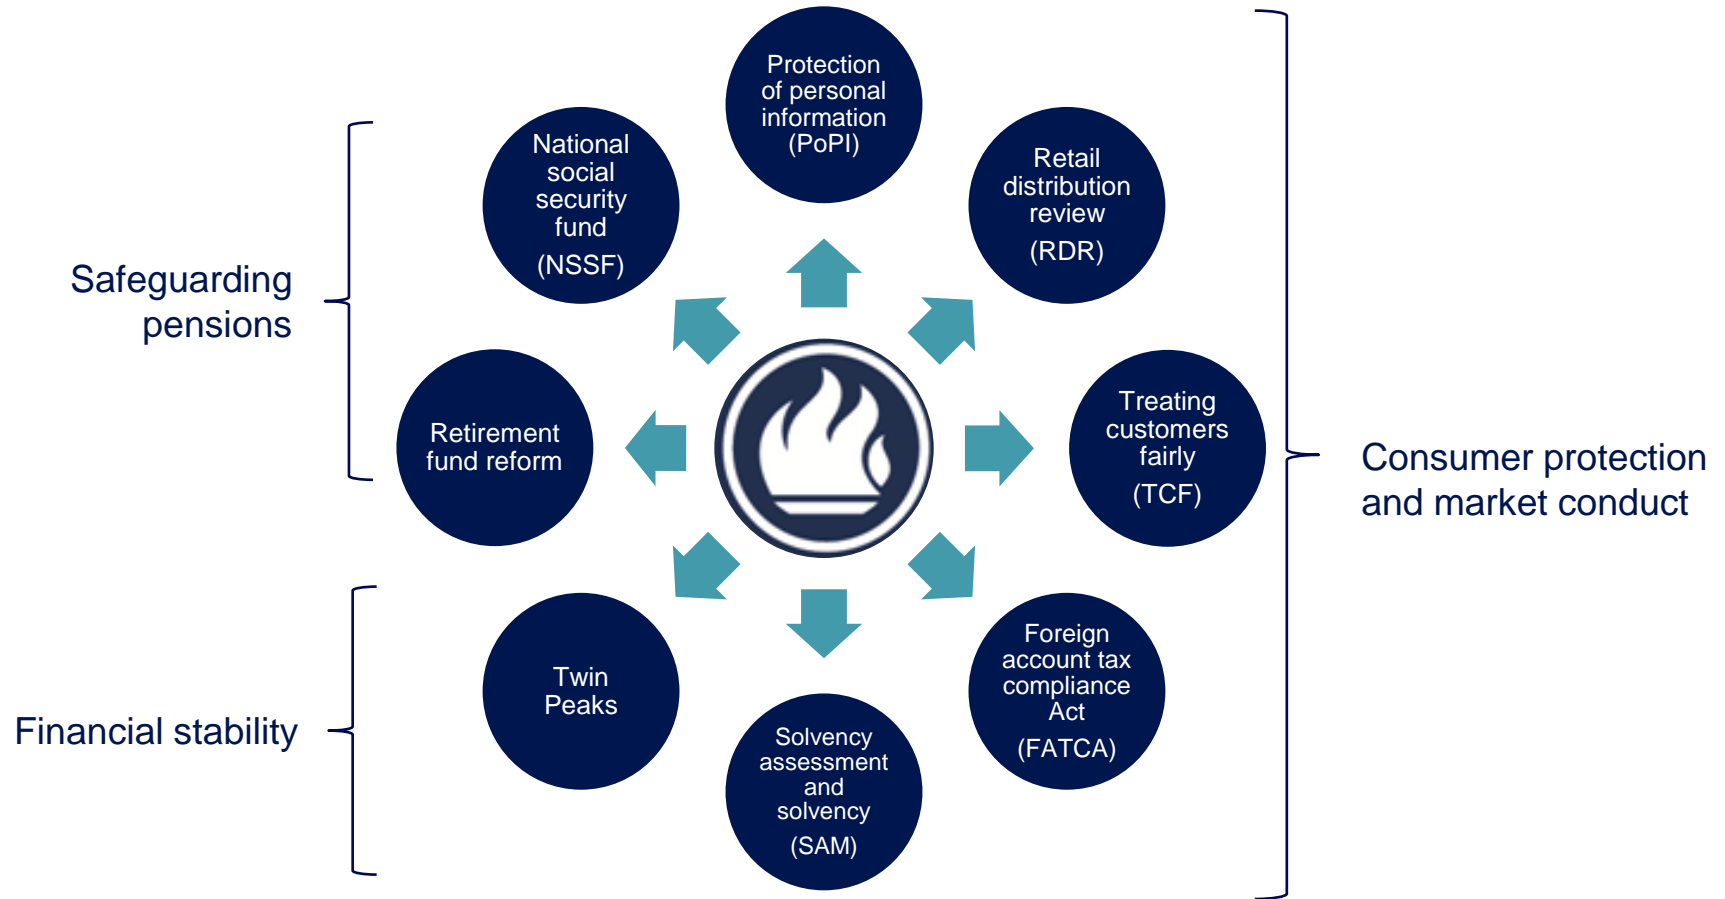 Protection
of personal
information
(PoPI)
National
social
security
fund
(NSSF)
Retail
distribution
review
(RDR)
Safeguarding
pensions
Retirement
fund reform
Treating
customers
fairly
(TCF)
Consumer protection
and market conduct
Twin
Peaks
Foreign
account tax
compliance
Act
(FATCA)
Financial stability
Solvency
assessment
and
solvency
(SAM)